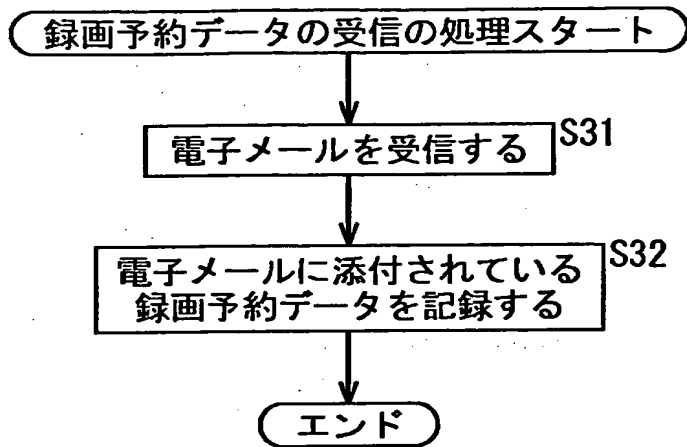 録画予約データの受信の処理スタート
電子メールを受信する
S31
電子メールに添付されている
録画予約データを記録する
S32
エンド